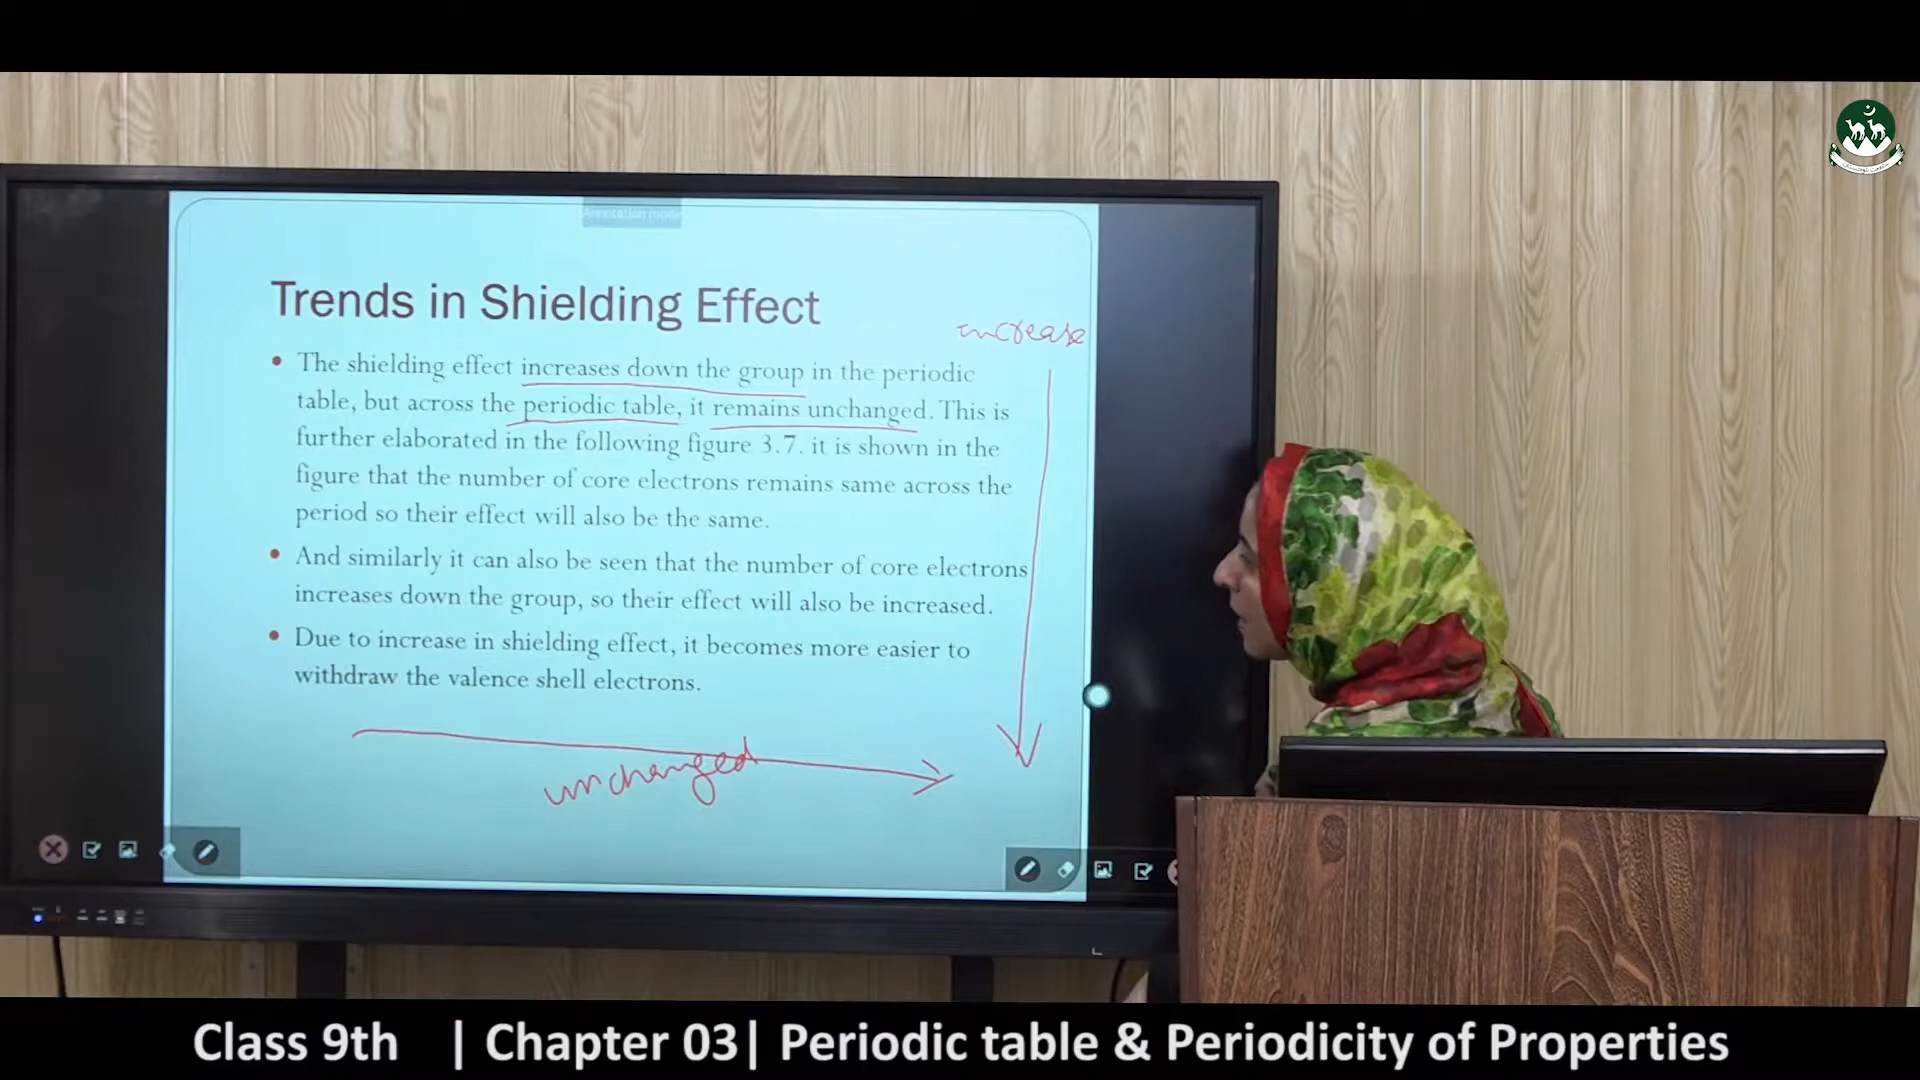 Annotation mode
Trends in Shielding Effect
increase
• The shielding effect increases down the group in the periodic
table, but across the periodic table, it remains unchanged. This is
further elaborated in the following figure 3.7. it is shown in the
figure that the number of core electrons remains same across the
period so their effect will also be the same.
• And similarly it can also be seen that the number of core electrons
increases down the group, so their effect will also be increased.
• Due to increase in shielding effect, it becomes more easier to
withdraw the valence shell electrons.
unchanged
Class 9th | Chapter 03| Periodic table & Periodicity of Properties